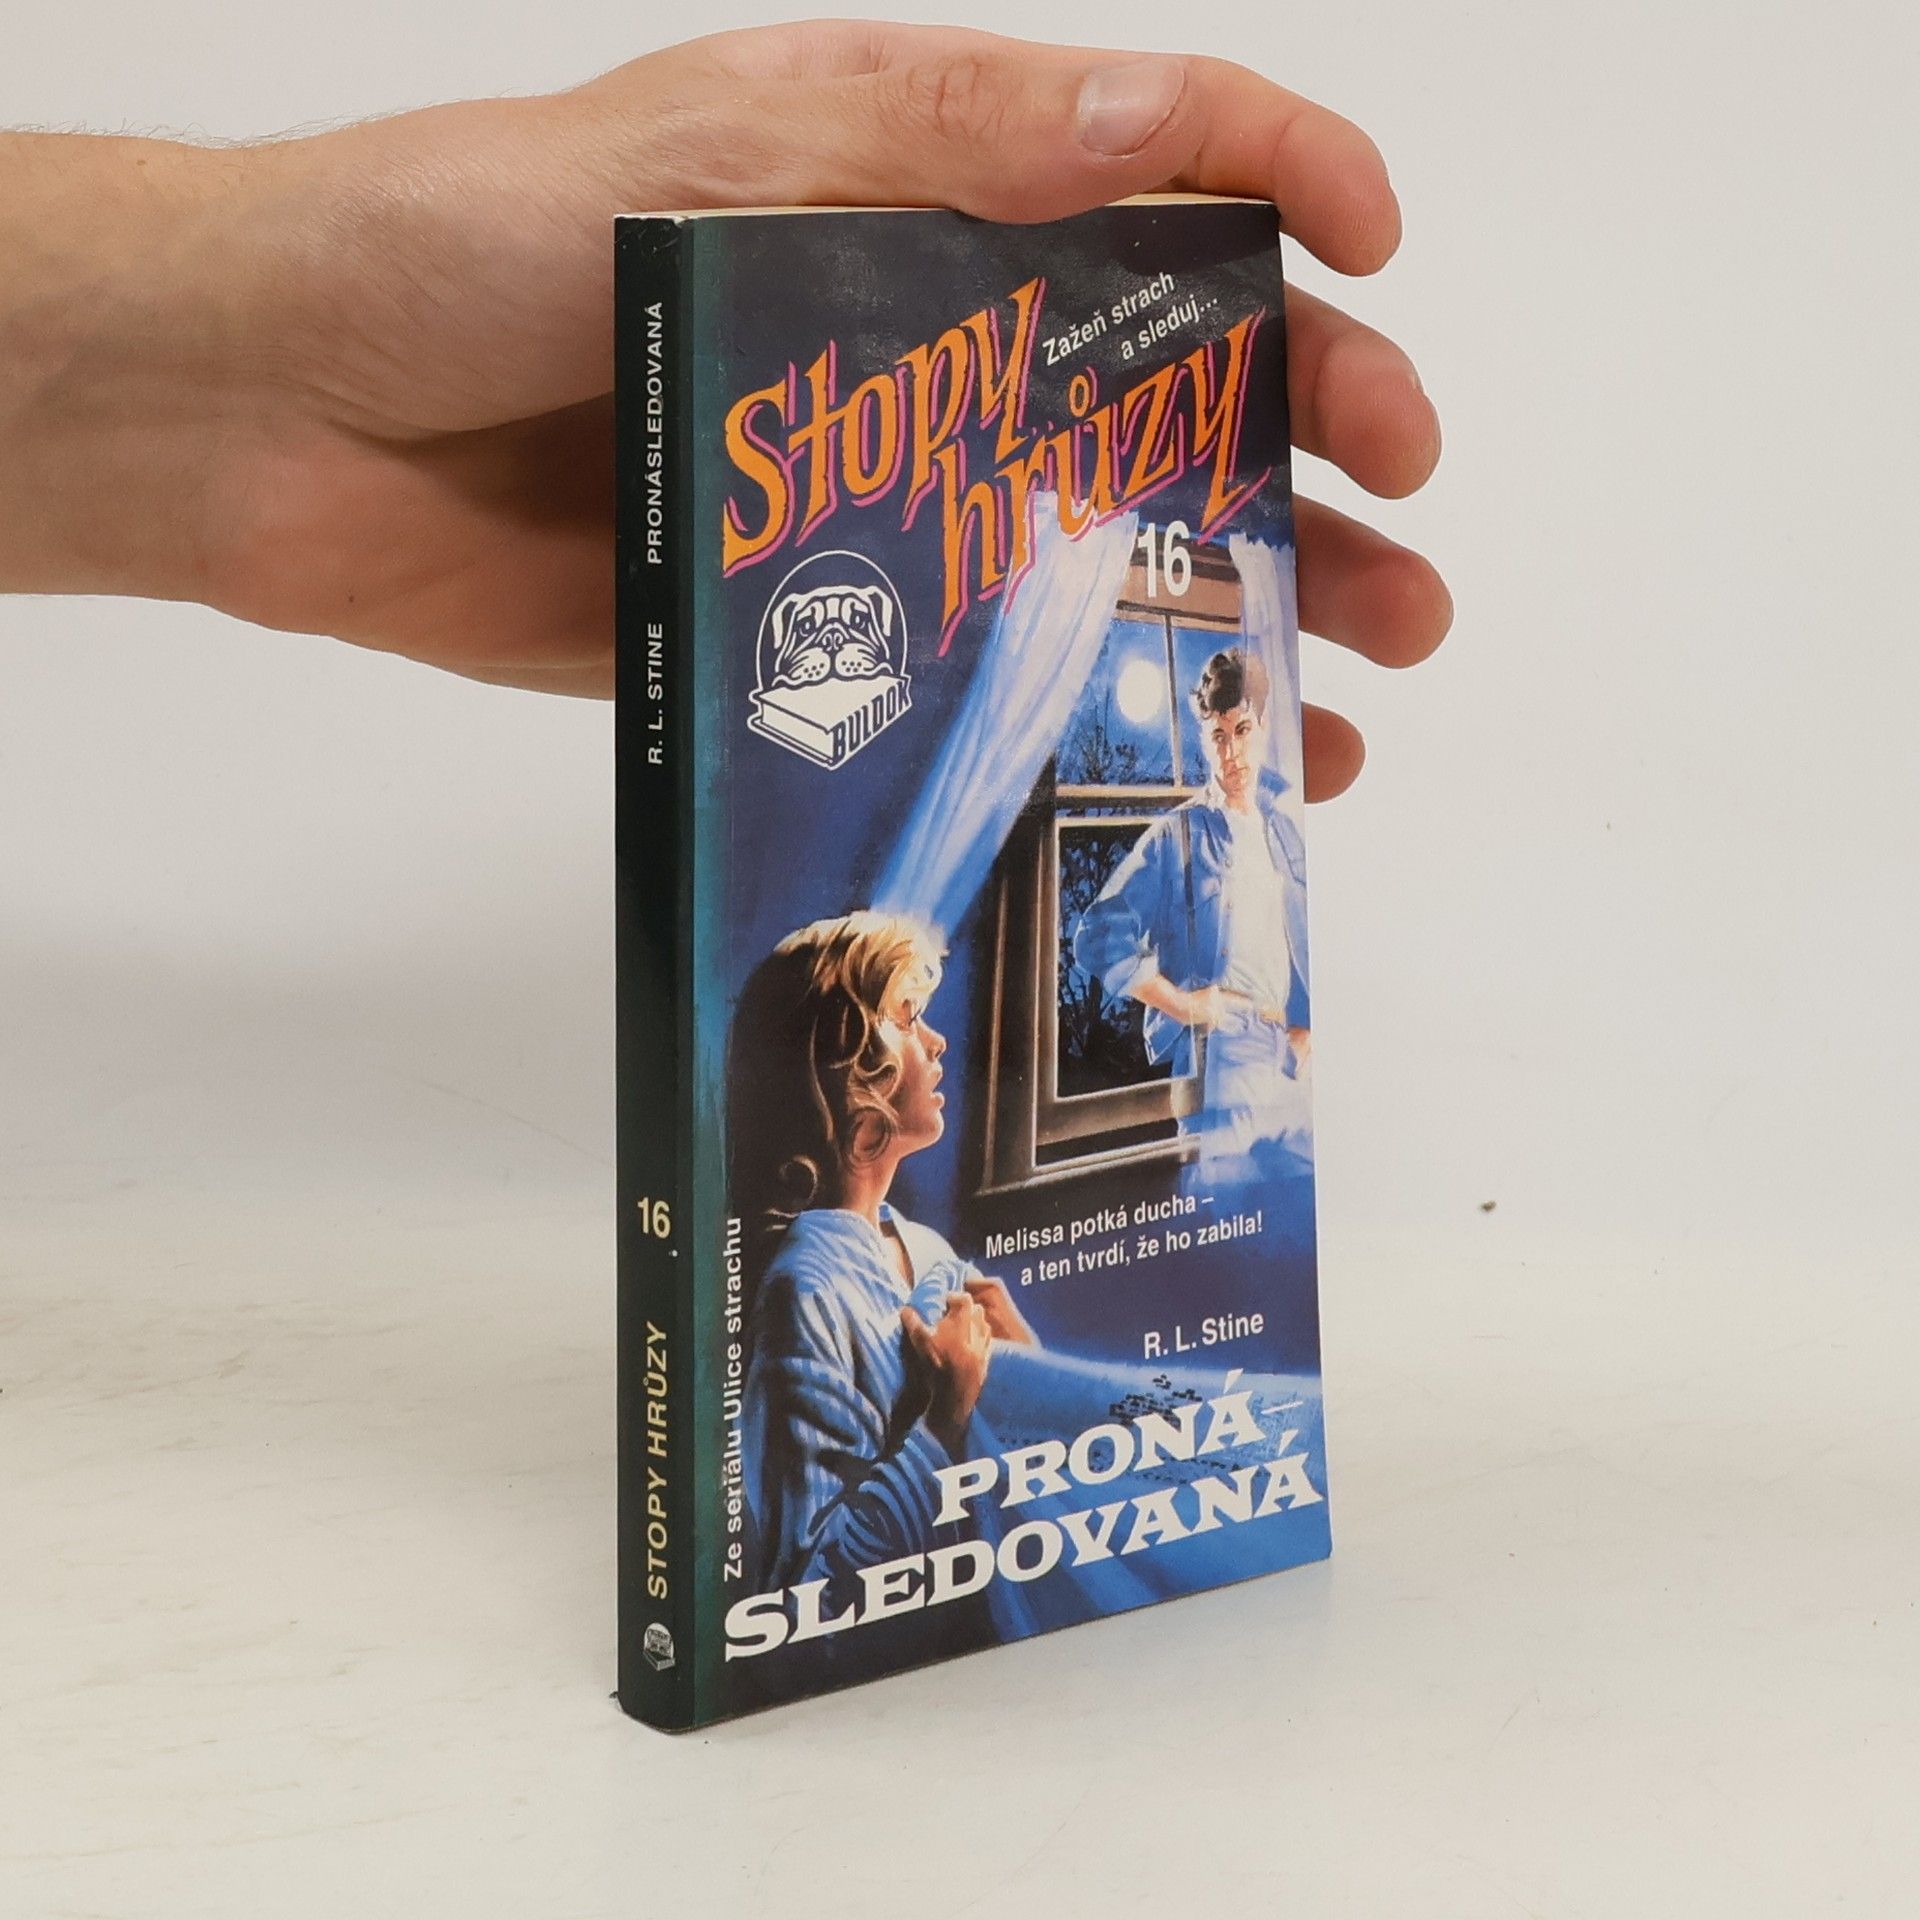 Zažeň strach
a sleduj...
Stopy
hrůzy
16
BULDOK
Melissa potká ducha –
a ten tvrdí, že ho zabila!
R. L. Stine
PRONÁ-
SLEDOVANÁ
Ze seriálu Ulice strachu
STOPY HRŮZY 16 R. L. STINE PRONÁSLEDOVANÁ